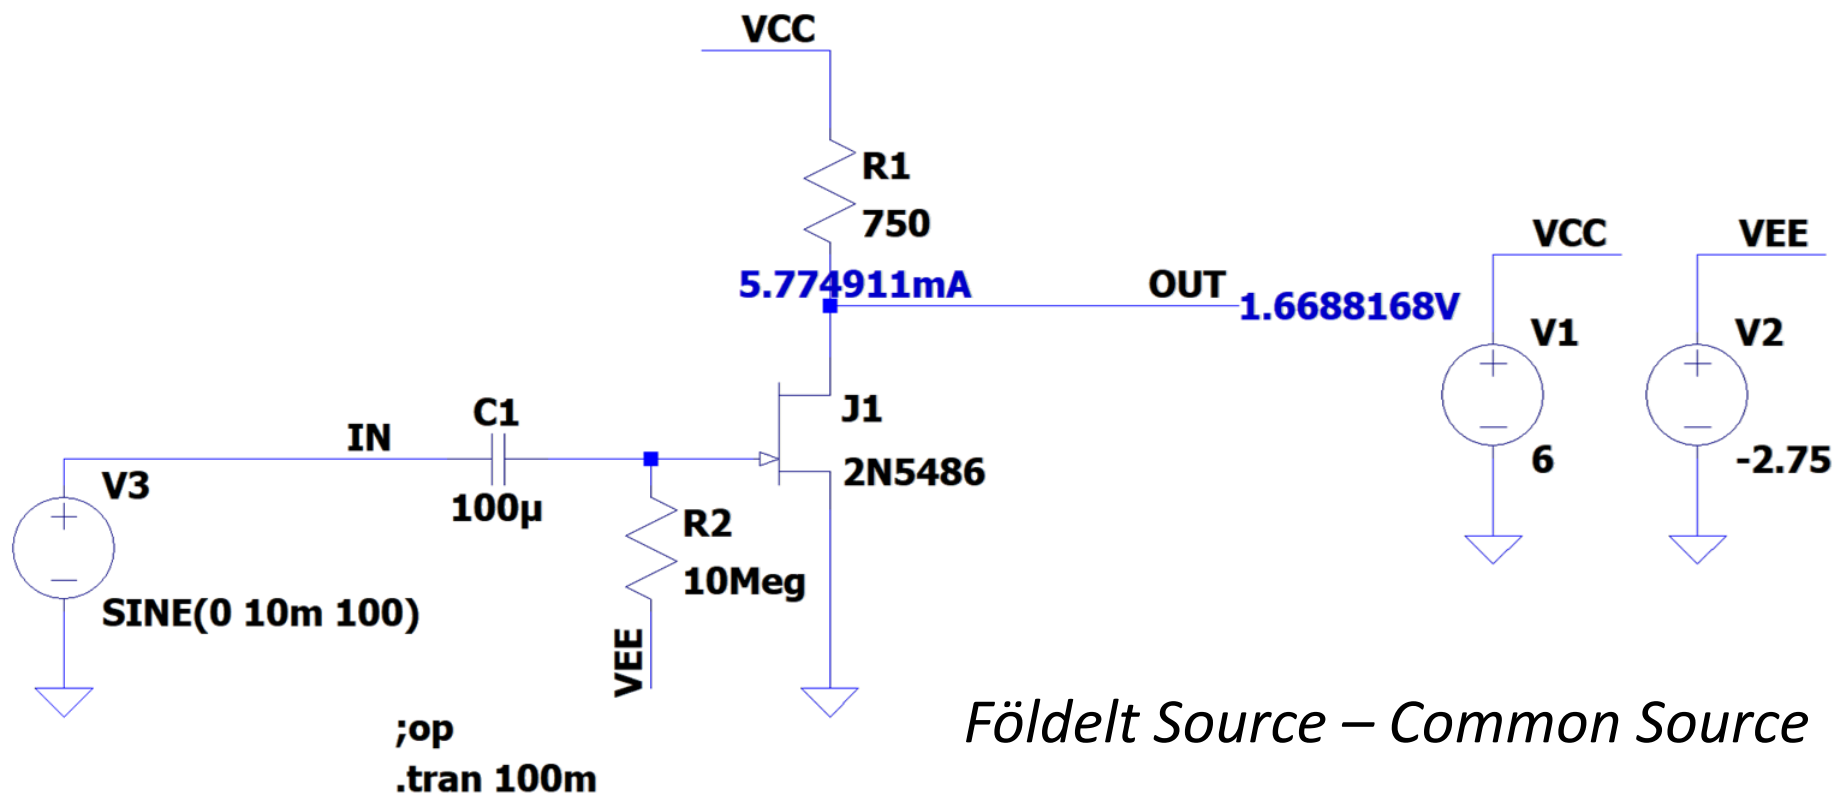 VCC
R1
750
5.774911mA
OUT
1.6688168V
VCC
VEE
V1
6
V2
-2.75
J1
2N5486
C1
100µ
IN
V3
SINE(0 10m 100)
R2
10Meg
VEE
;op
.tran 100m
Földelt Source – Common Source